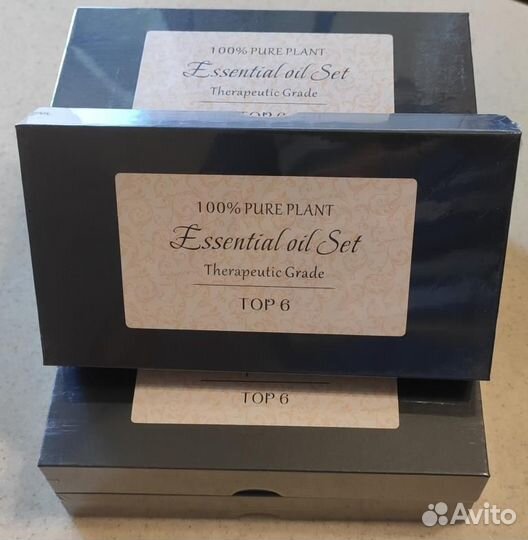 100% PURE PLANT
Essential oil Set
Therapeutic Grade
TOP 6
100% PURE PLANT
Essential oil Set
Therapeutic Grade
TOP 6
TOP 6
Avito